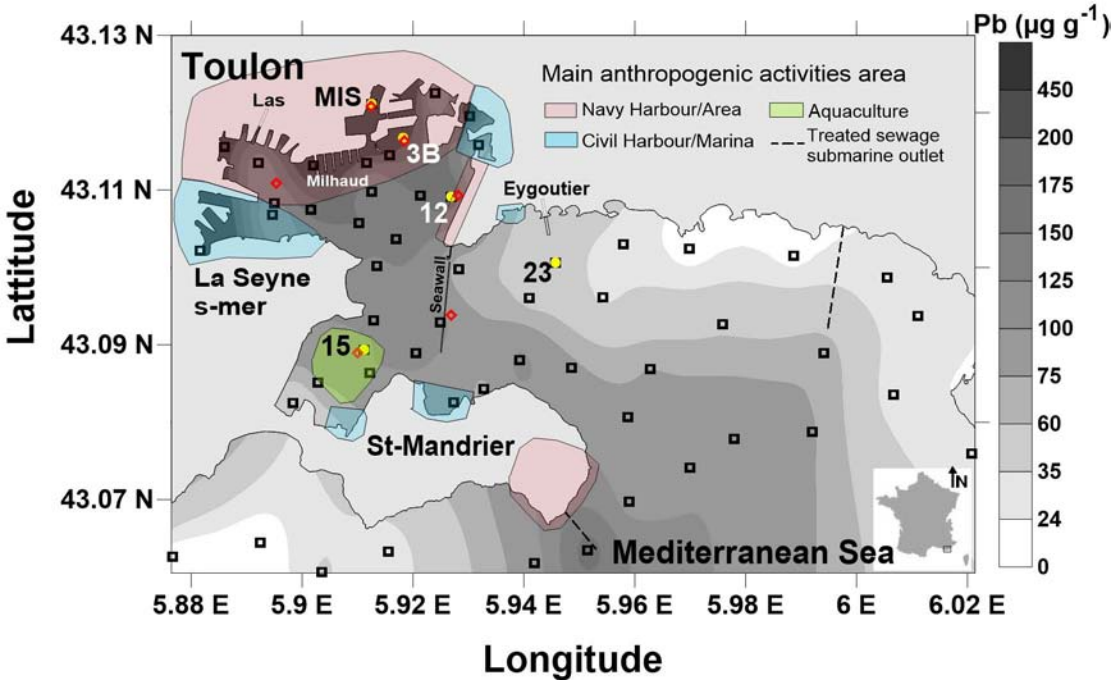 Pb (µg g⁻¹)
43.13 N
43.11 N
43.09 N
43.07 N
Lattitude
Toulon
Las
MIS
3B
Milhaud
12
Main anthropogenic activities area
Navy Harbour/Area
Aquaculture
Civil Harbour/Marina
Treated sewage
submarine outlet
Eygoutier
23
La Seyne
s-mer
Seawall
15
St-Mandrier
Mediterranean Sea
N
450
200
175
150
125
100
75
60
35
24
0
5.88 E
5.9 E
5.92 E
5.94 E
5.96 E
5.98 E
6 E
6.02 E
Longitude